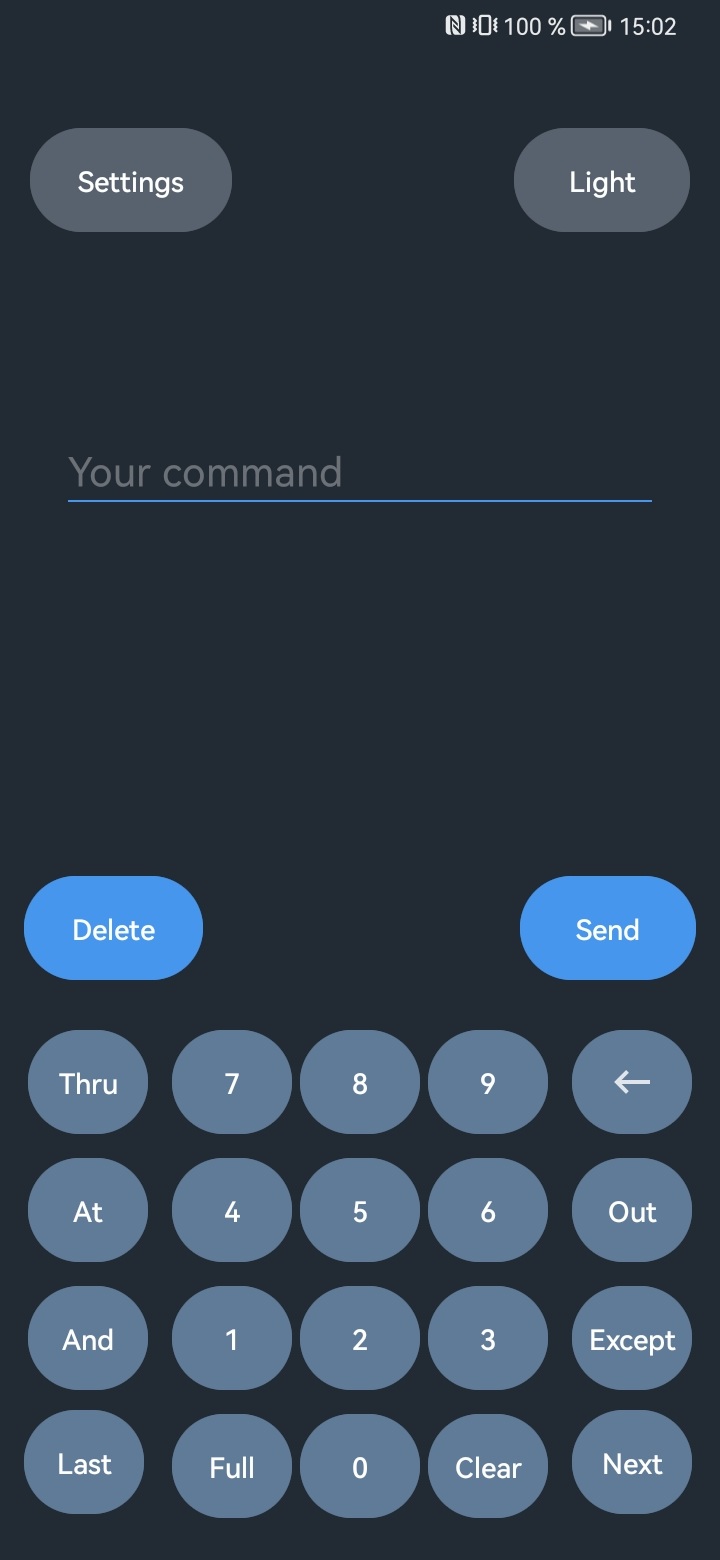 100 % 15:02
Settings Light
Your command
Delete Send
Thru 7 8 9 ←
At 4 5 6 Out
And 1 2 3 Except
Last Full 0 Clear Next